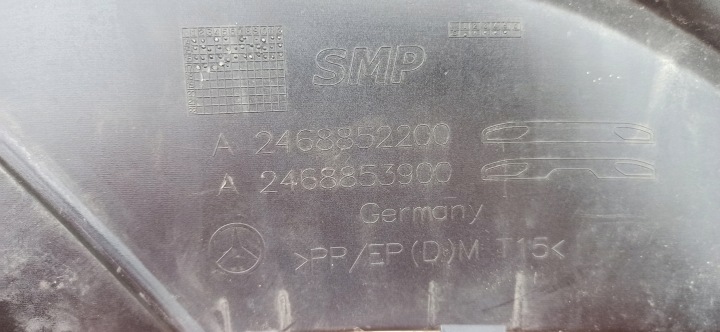 SMP
A 2468852200
A 2468853900
Germany
>PP/EP(D)M T15<